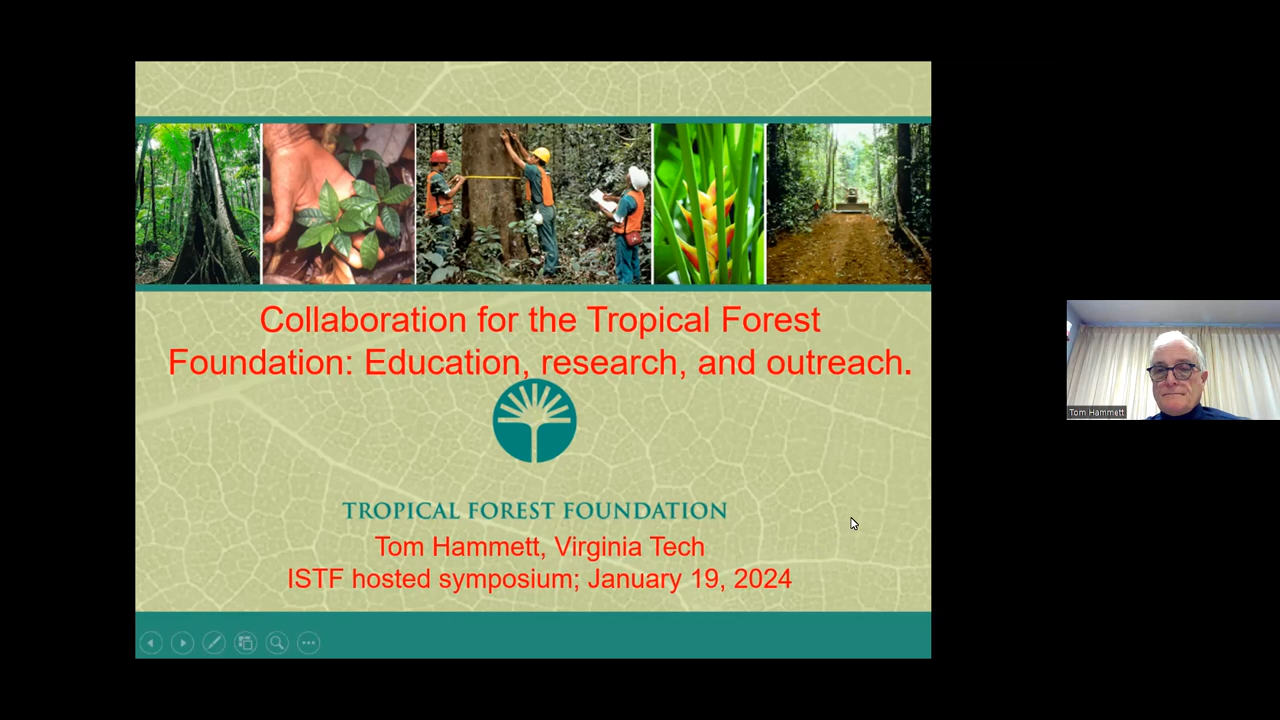 Collaboration for the Tropical Forest
Foundation: Education, research, and outreach.
TROPICAL FOREST FOUNDATION
Tom Hammett, Virginia Tech
ISTF hosted symposium; January 19, 2024
Tom Hammett